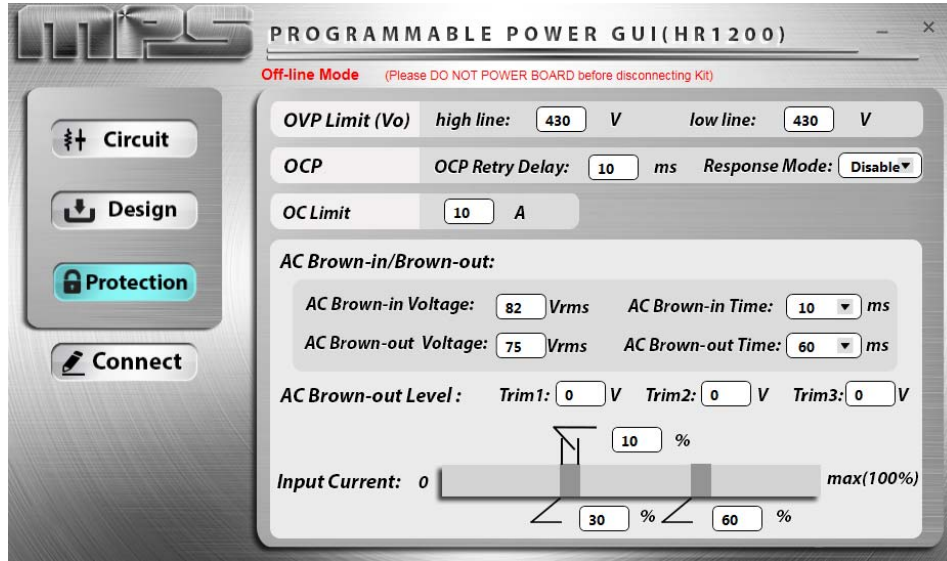 mps
PROGRAMMABLE POWER GUI(HR1200)
Off-line Mode (Please DO NOT POWER BOARD before disconnecting Kit)
Circuit
Design
Protection
Connect
OVP Limit (Vo) high line: 430 V low line: 430 V
OCP OCP Retry Delay: 10 ms Response Mode: Disable
OC Limit 10 A
AC Brown-in/Brown-out:
AC Brown-in Voltage: 82 Vrms AC Brown-in Time: 10 ms
AC Brown-out Voltage: 75 Vrms AC Brown-out Time: 60 ms
AC Brown-out Level : Trim1: 0 V Trim2: 0 V Trim3: 0 V
10 %
Input Current: 0 max(100%)
30 % 60 %